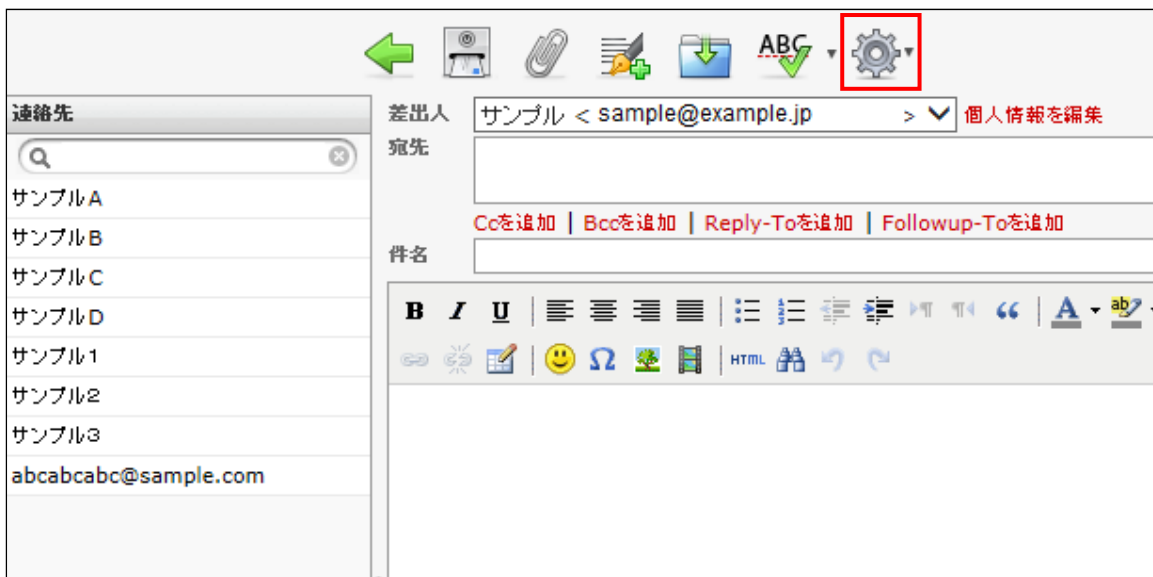 ABC
連絡先
差出人 サンプル < sample@example.jp > 個人情報を編集
宛先
サンプルA
サンプルB
サンプルC
サンプルD
サンプル1
サンプル2
サンプル3
abcabcabc@sample.com
Ccを追加 | Bccを追加 | Reply-Toを追加 | Followup-Toを追加
件名
B I U A ab
HTML